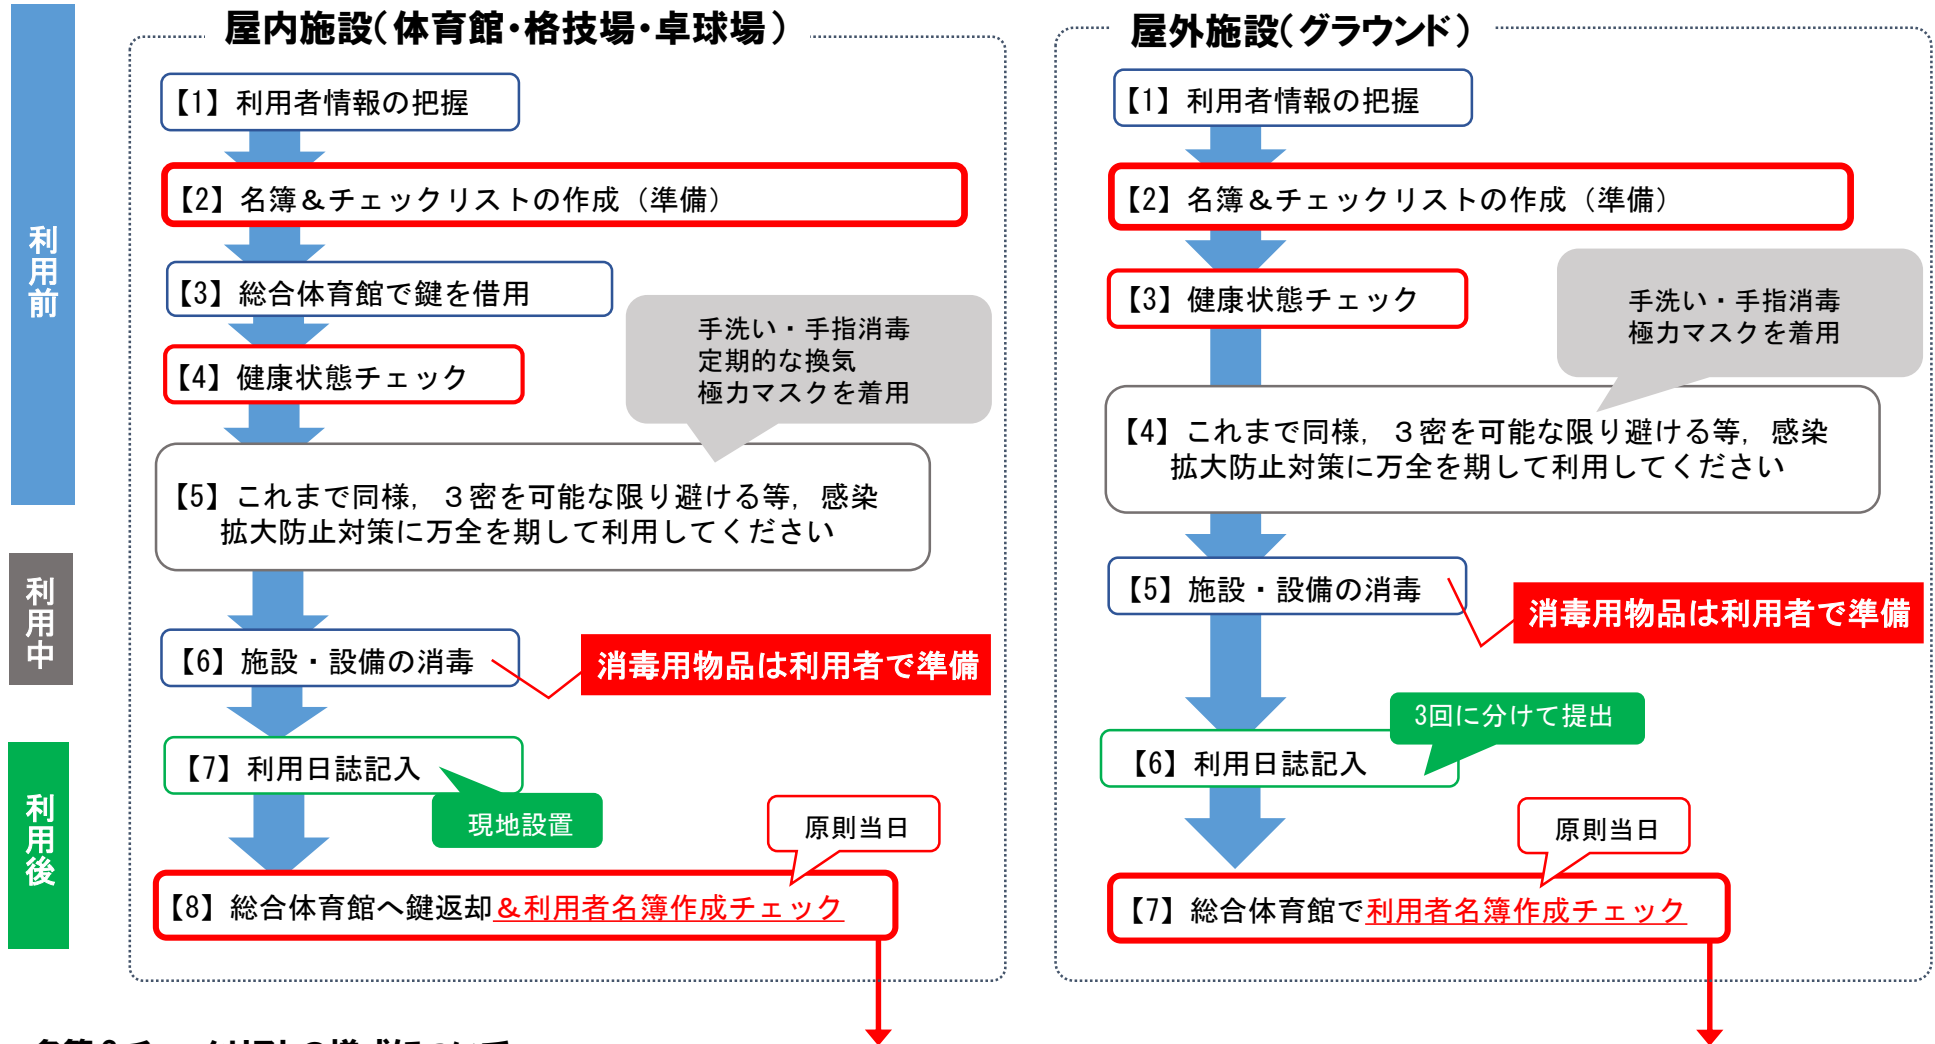 利用前
利用中
利用後
屋内施設（体育館・格技場・卓球場）
【1】利用者情報の把握
【2】名簿＆チェックリストの作成（準備）
【3】総合体育館で鍵を借用
【4】健康状態チェック
手洗い・手指消毒
定期的な換気
極力マスクを着用
【5】これまで同様，３密を可能な限り避ける等，感染
拡大防止対策に万全を期して利用してください
【6】施設・設備の消毒
消毒用物品は利用者で準備
【7】利用日誌記入
現地設置
原則当日
【8】総合体育館へ鍵返却＆利用者名簿作成チェック
屋外施設（グラウンド）
【1】利用者情報の把握
【2】名簿＆チェックリストの作成（準備）
【3】健康状態チェック
手洗い・手指消毒
極力マスクを着用
【4】これまで同様，３密を可能な限り避ける等，感染
拡大防止対策に万全を期して利用してください
【5】施設・設備の消毒
消毒用物品は利用者で準備
3回に分けて提出
【6】利用日誌記入
原則当日
【7】総合体育館で利用者名簿作成チェック